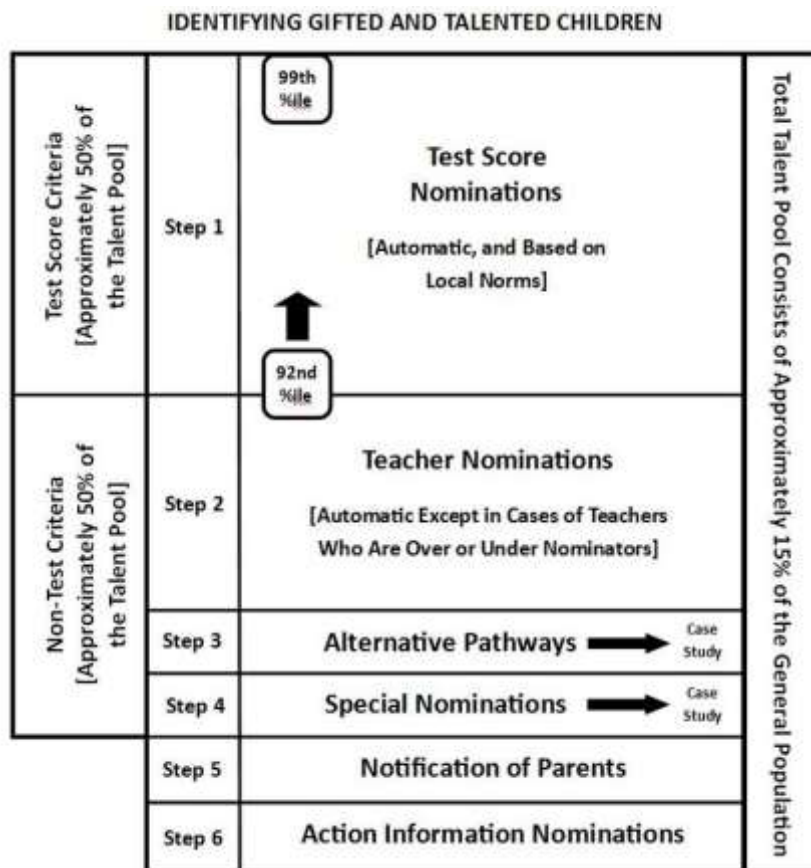 IDENTIFYING GIFTED AND TALENTED CHILDREN
Test Score Criteria
[Approximately 50% of
the Talent Pool]
Step 1
99th
%ile
Test Score
Nominations
[Automatic, and Based on
Local Norms]
92nd
%ile
Non-Test Criteria
[Approximately 50% of
the Talent Pool]
Step 2
Teacher Nominations
[Automatic Except in Cases of Teachers
Who Are Over or Under Nominators]
Step 3
Alternative Pathways
Case
Study
Step 4
Special Nominations
Case
Study
Step 5
Notification of Parents
Step 6
Action Information Nominations
Total Talent Pool Consists of Approximately 15% of the General Population